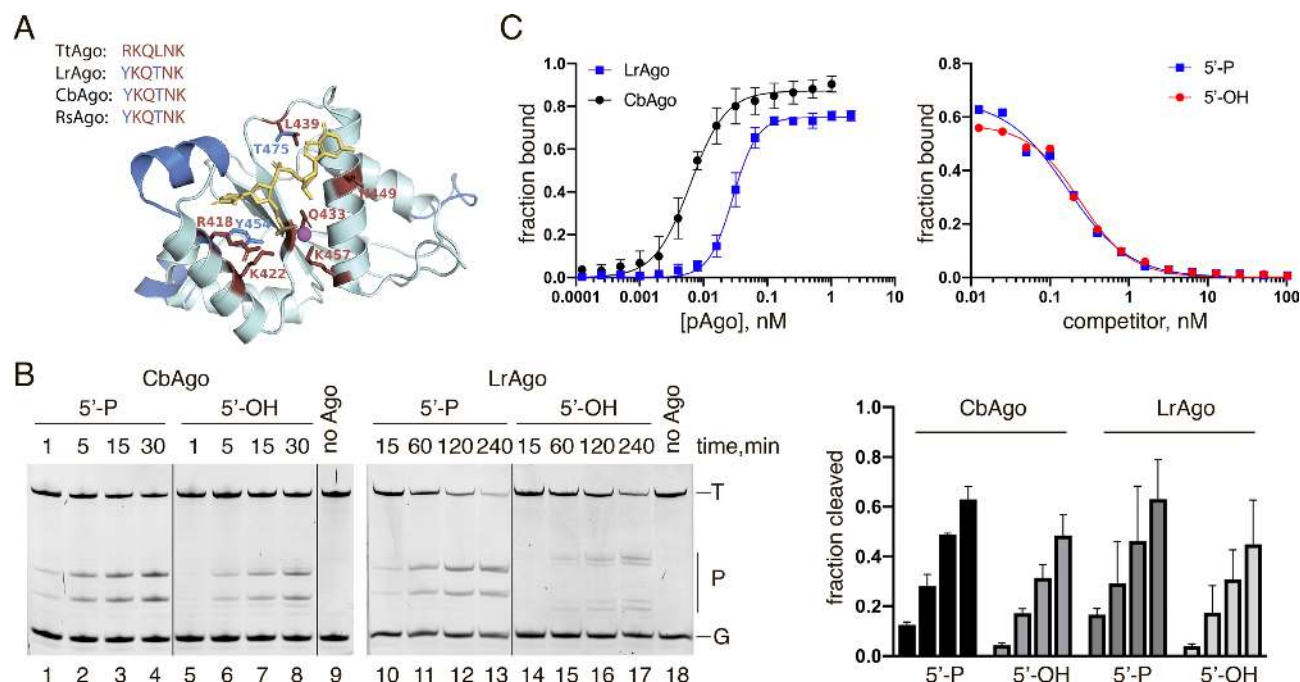 A
TtAgo: RKQLNK
LrAgo: YKQTNK
CbAgo: YKQTNK
RsAgo: YKQTNK
L439
T475
N449
R418
Y454
Q433
K422
K457
C
1.0
0.8
0.6
0.4
0.2
0.0
fraction bound
LrAgo
CbAgo
0.0001
0.001
0.01
0.1
1
10
[pAgo], nM
0.8
0.6
0.4
0.2
0.0
fraction bound
5'-P
5'-OH
0.01
0.1
1
10
100
competitor, nM
B
CbAgo
LrAgo
5'-P
5'-OH
no Ago
5'-P
5'-OH
no Ago
1 5 15 30 1 5 15 30
15 60 120 240 15 60 120 240 time,min
T
P
G
1 2 3 4 5 6 7 8 9
10 11 12 13 14 15 16 17 18
CbAgo
LrAgo
1.0
0.8
0.6
0.4
0.2
0.0
fraction cleaved
5'-P 5'-OH 5'-P 5'-OH